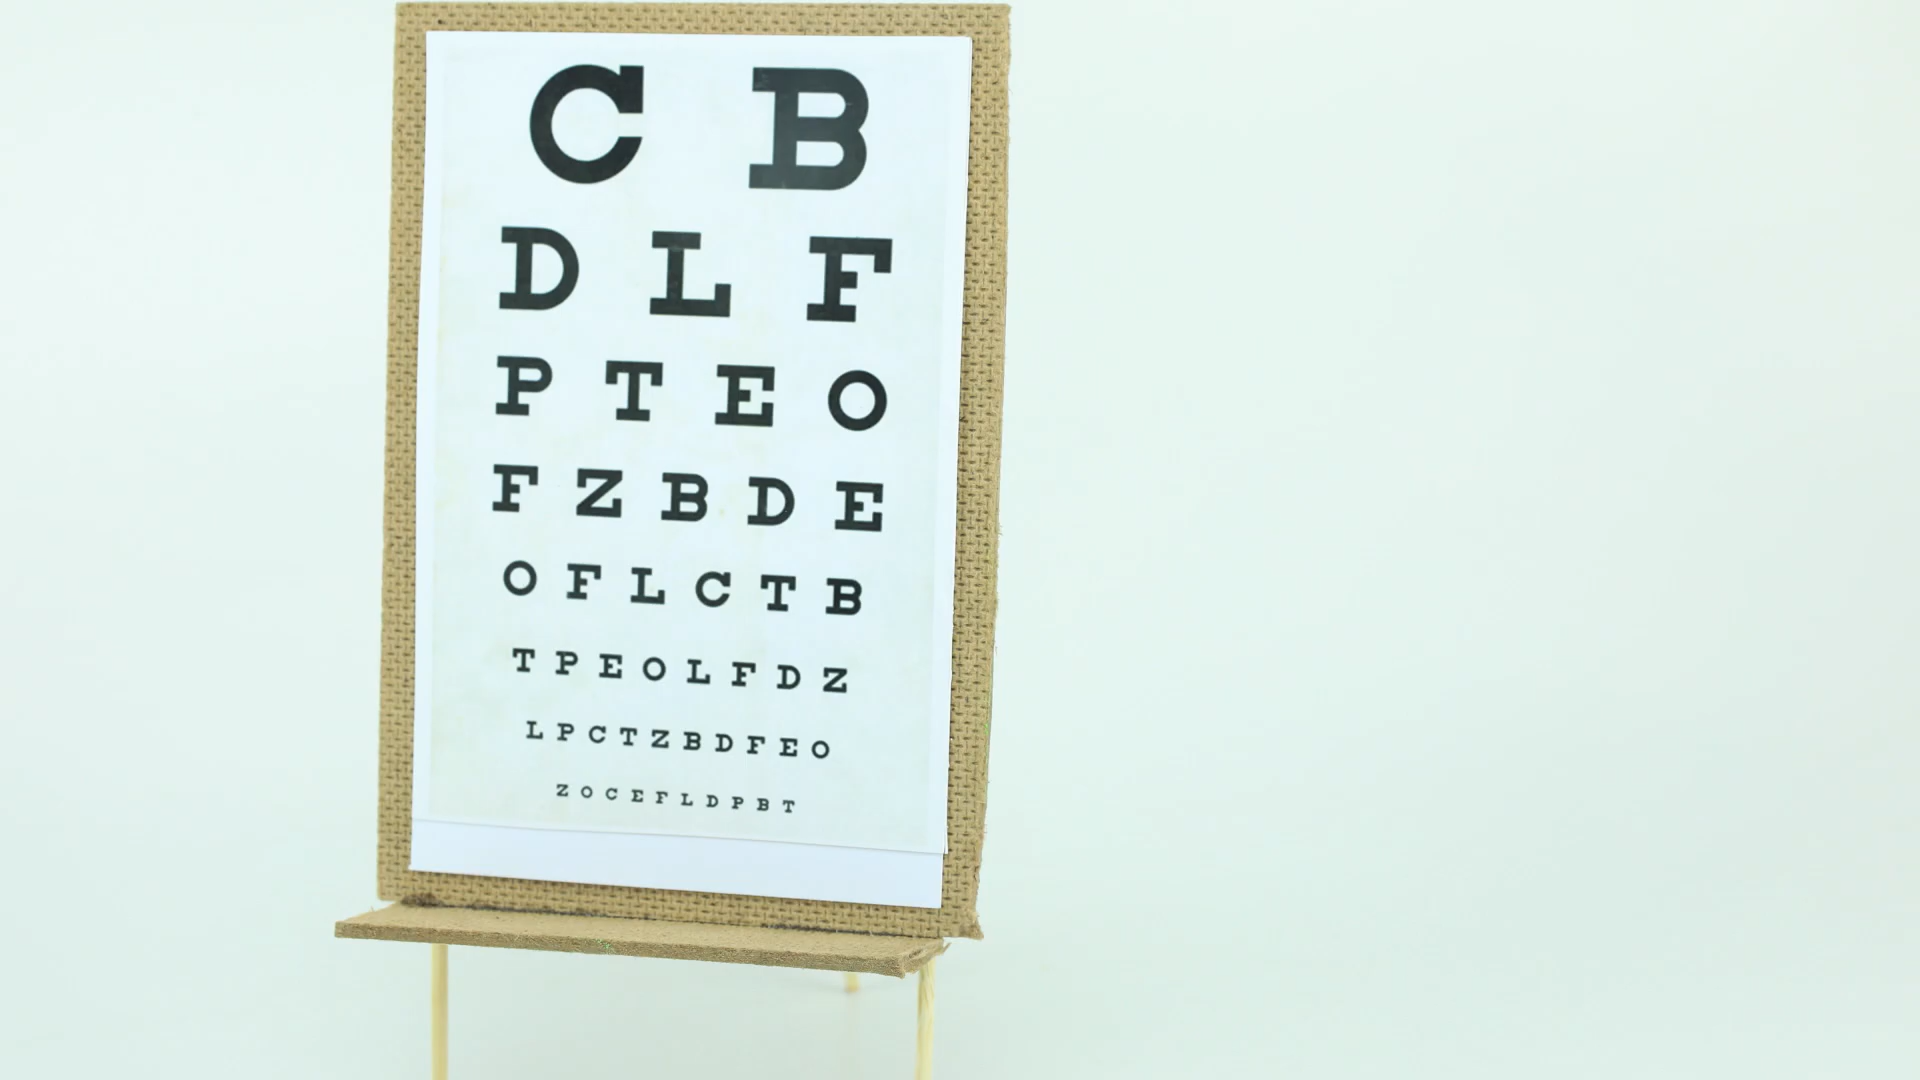 C B
D L F
P T E O
F Z B D E
O F L C T B
T P E O L F D Z
L P C T Z B D F E O
Z O C E F L D P B T